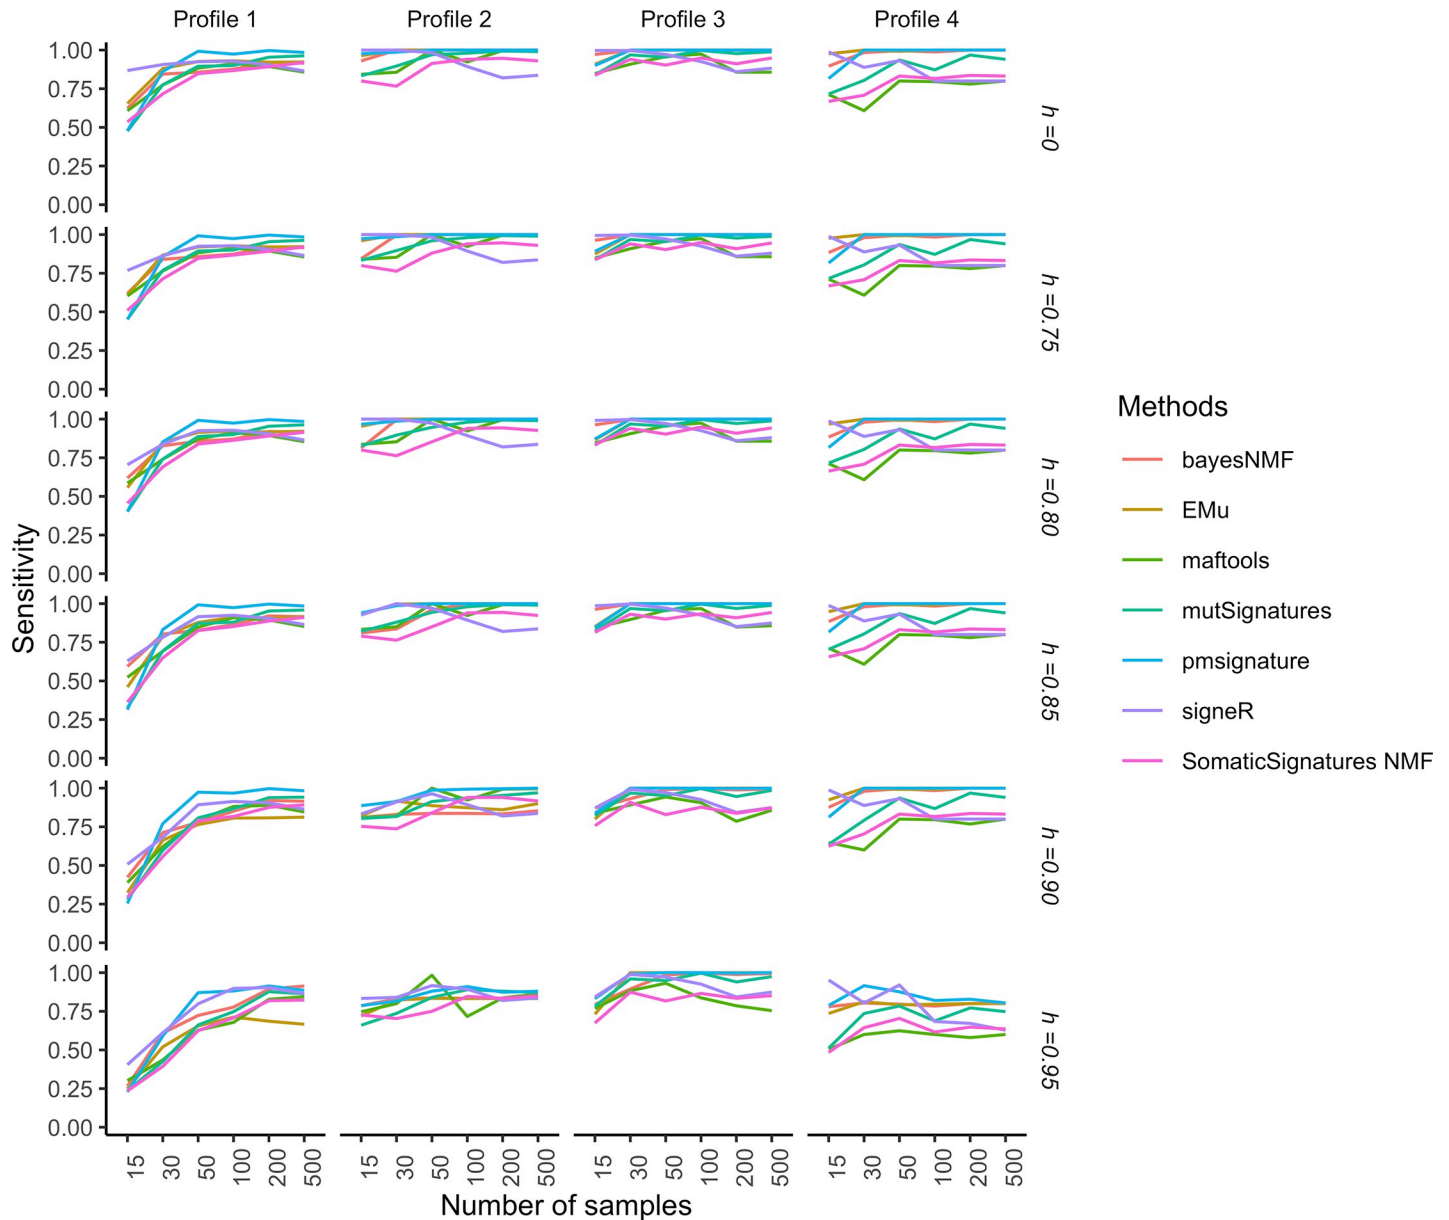 Profile 1
Profile 2
Profile 3
Profile 4
Sensitivity
1.00
0.75
0.50
0.25
0.00
h =0
1.00
0.75
0.50
0.25
0.00
h =0.75
1.00
0.75
0.50
0.25
0.00
h =0.80
1.00
0.75
0.50
0.25
0.00
h =0.85
1.00
0.75
0.50
0.25
0.00
h =0.90
1.00
0.75
0.50
0.25
0.00
h =0.95
15 30 50 100 200 500
15 30 50 100 200 500
15 30 50 100 200 500
15 30 50 100 200 500
Number of samples
Methods
bayesNMF
EMu
maftools
mutSignatures
pmsignature
signeR
SomaticSignatures NMF